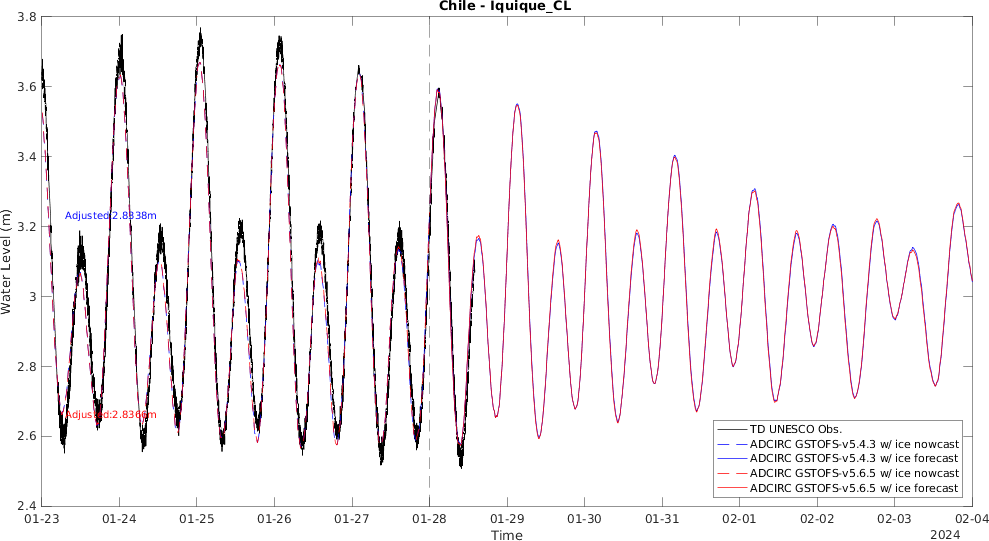 Chile - Iquique_CL
Water Level (m)
3.8
3.6
3.4
3.2
3
2.8
2.6
2.4
Adjusted:2.8338m
Adjusted:2.8366m
TD UNESCO Obs.
ADCIRC GSTOFS-v5.4.3 w/ ice nowcast
ADCIRC GSTOFS-v5.4.3 w/ ice forecast
ADCIRC GSTOFS-v5.6.5 w/ ice nowcast
ADCIRC GSTOFS-v5.6.5 w/ ice forecast
01-23 01-24 01-25 01-26 01-27 01-28 01-29 01-30 01-31 02-01 02-02 02-03 02-04
Time
2024